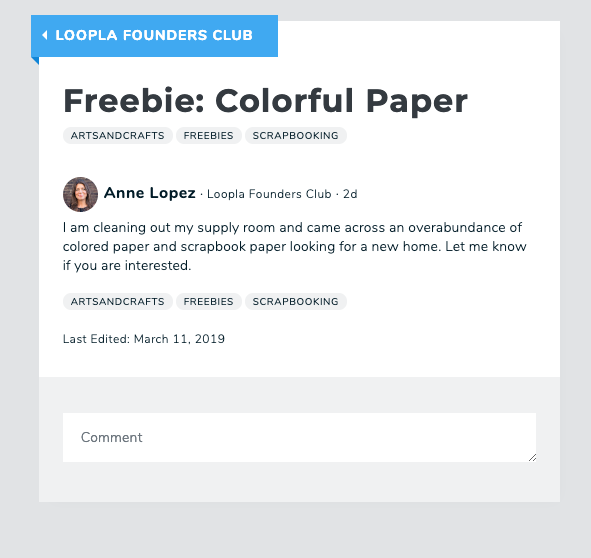 LOOPLA FOUNDERS CLUB
Freebie: Colorful Paper
ARTSANDCRAFTS FREEBIES SCRAPBOOKING
Anne Lopez · Loopla Founders Club · 2d
I am cleaning out my supply room and came across an overabundance of
colored paper and scrapbook paper looking for a new home. Let me know
if you are interested.
ARTSANDCRAFTS FREEBIES SCRAPBOOKING
Last Edited: March 11, 2019
Comment